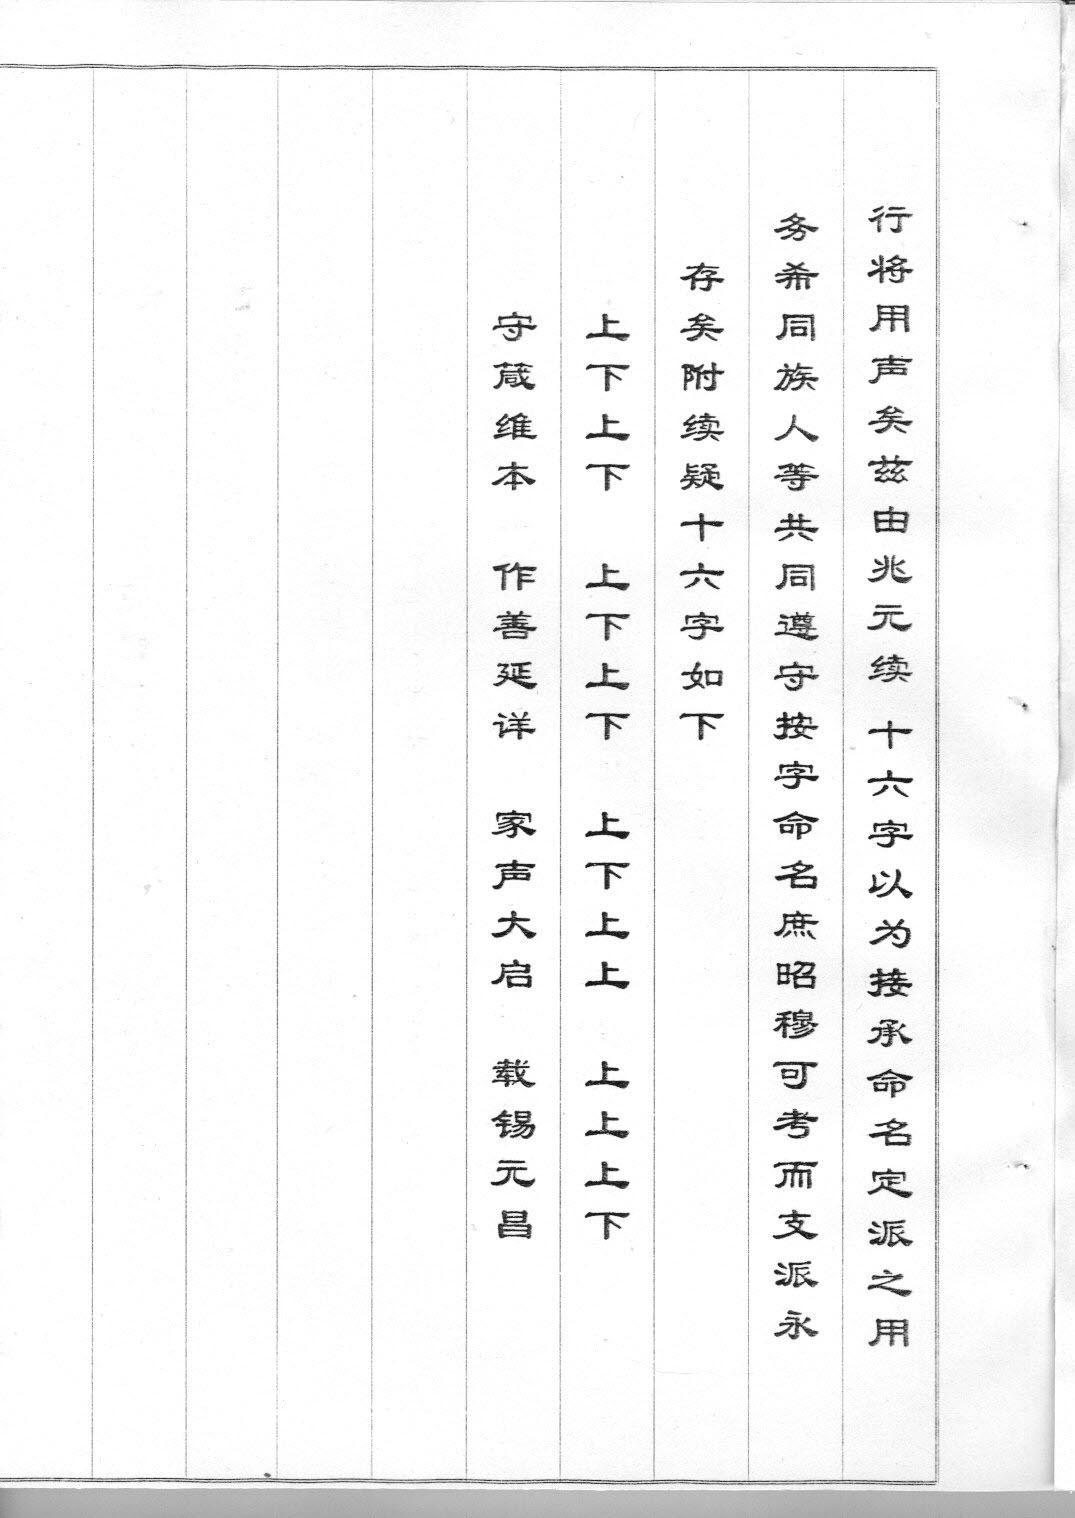 行将用声矣兹由兆元续 十六字以为接承命名定派之用
务希同族人等共同遵守按字命名庶昭穆可考而支派永
存矣附续疑十六字如下
上下上下 上下上下 上下上上 上上上下
守箴维本 作善延详 家声大启 载锡元昌